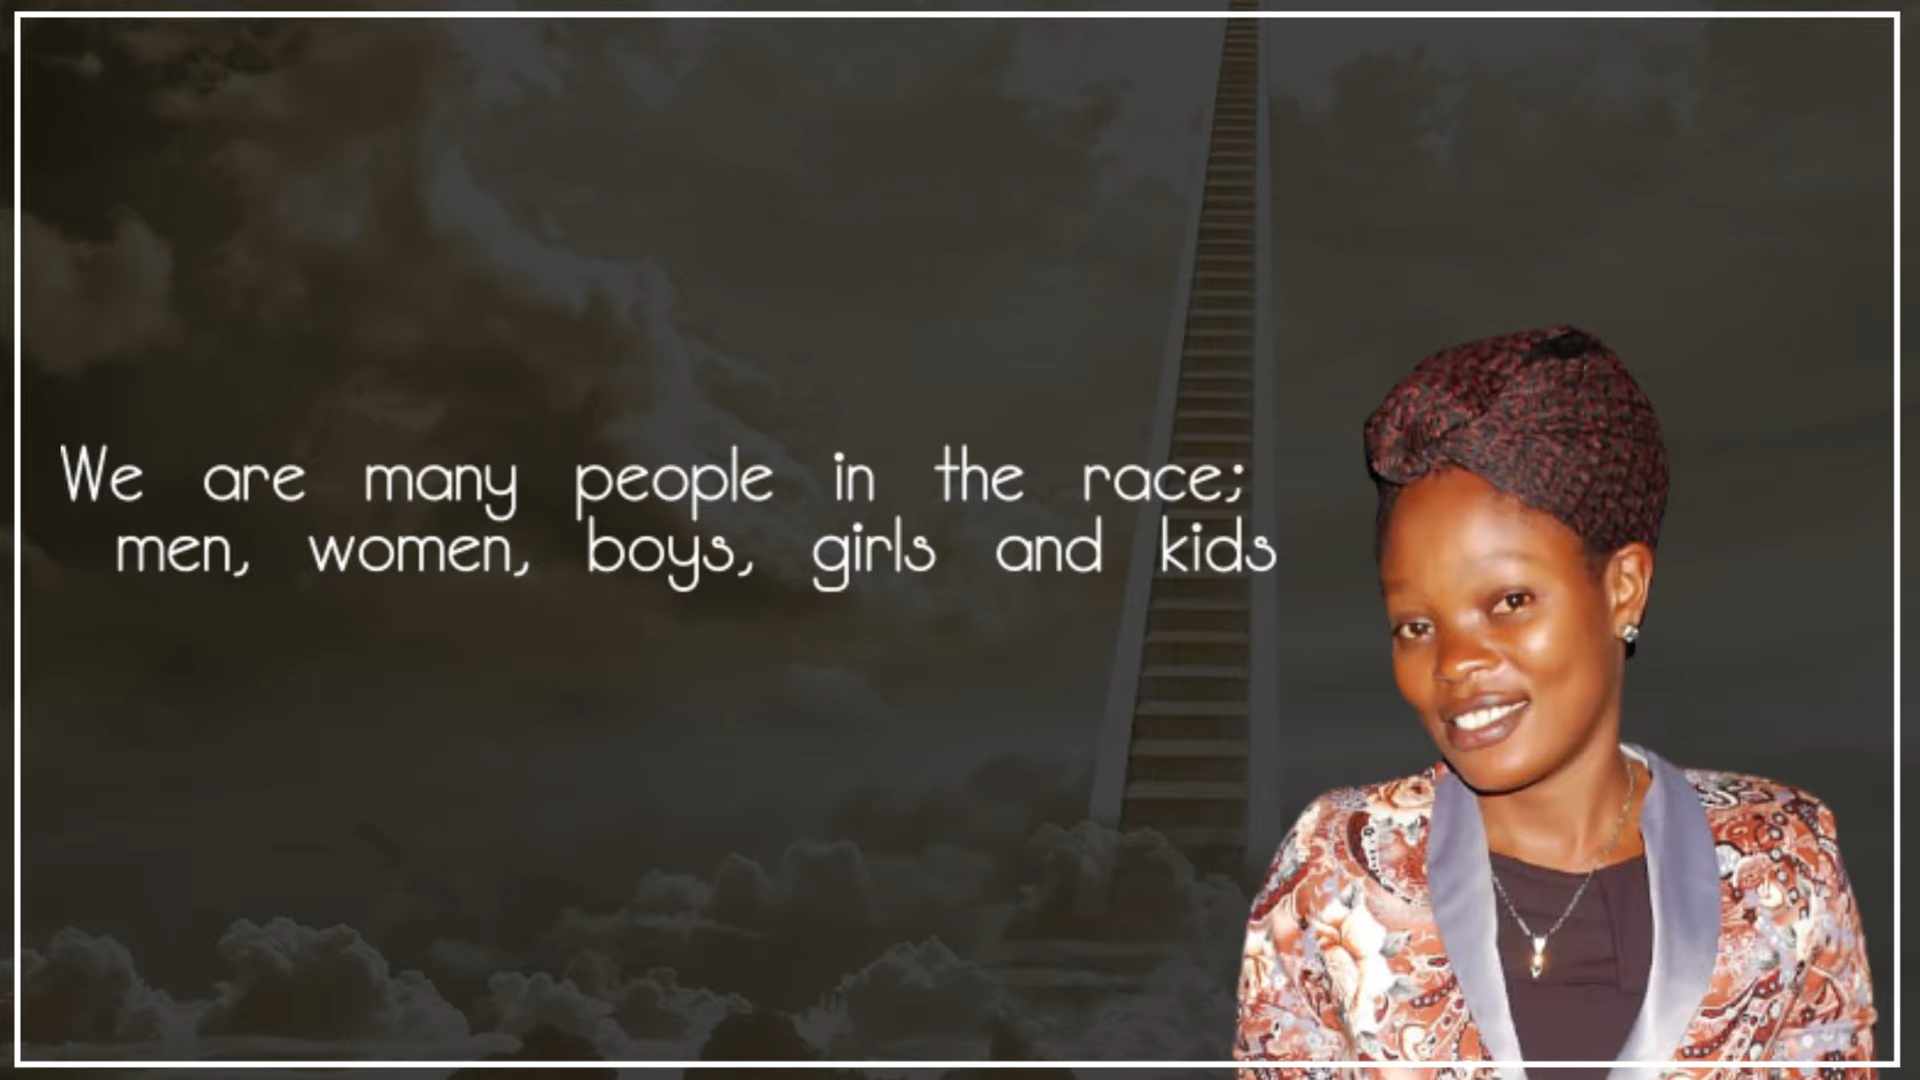 We are many people in the race;
men, women, boys, girls and kids